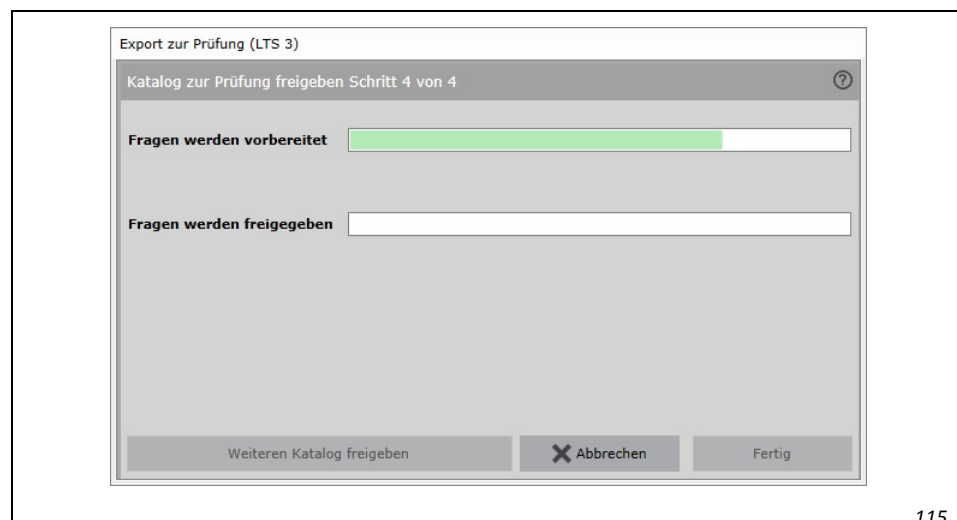 Export zur Prüfung (LTS 3)
Katalog zur Prüfung freigeben Schritt 4 von 4
?
Fragen werden vorbereitet
Fragen werden freigegeben
Weiteren Katalog freigeben
Abbrechen
Fertig
115